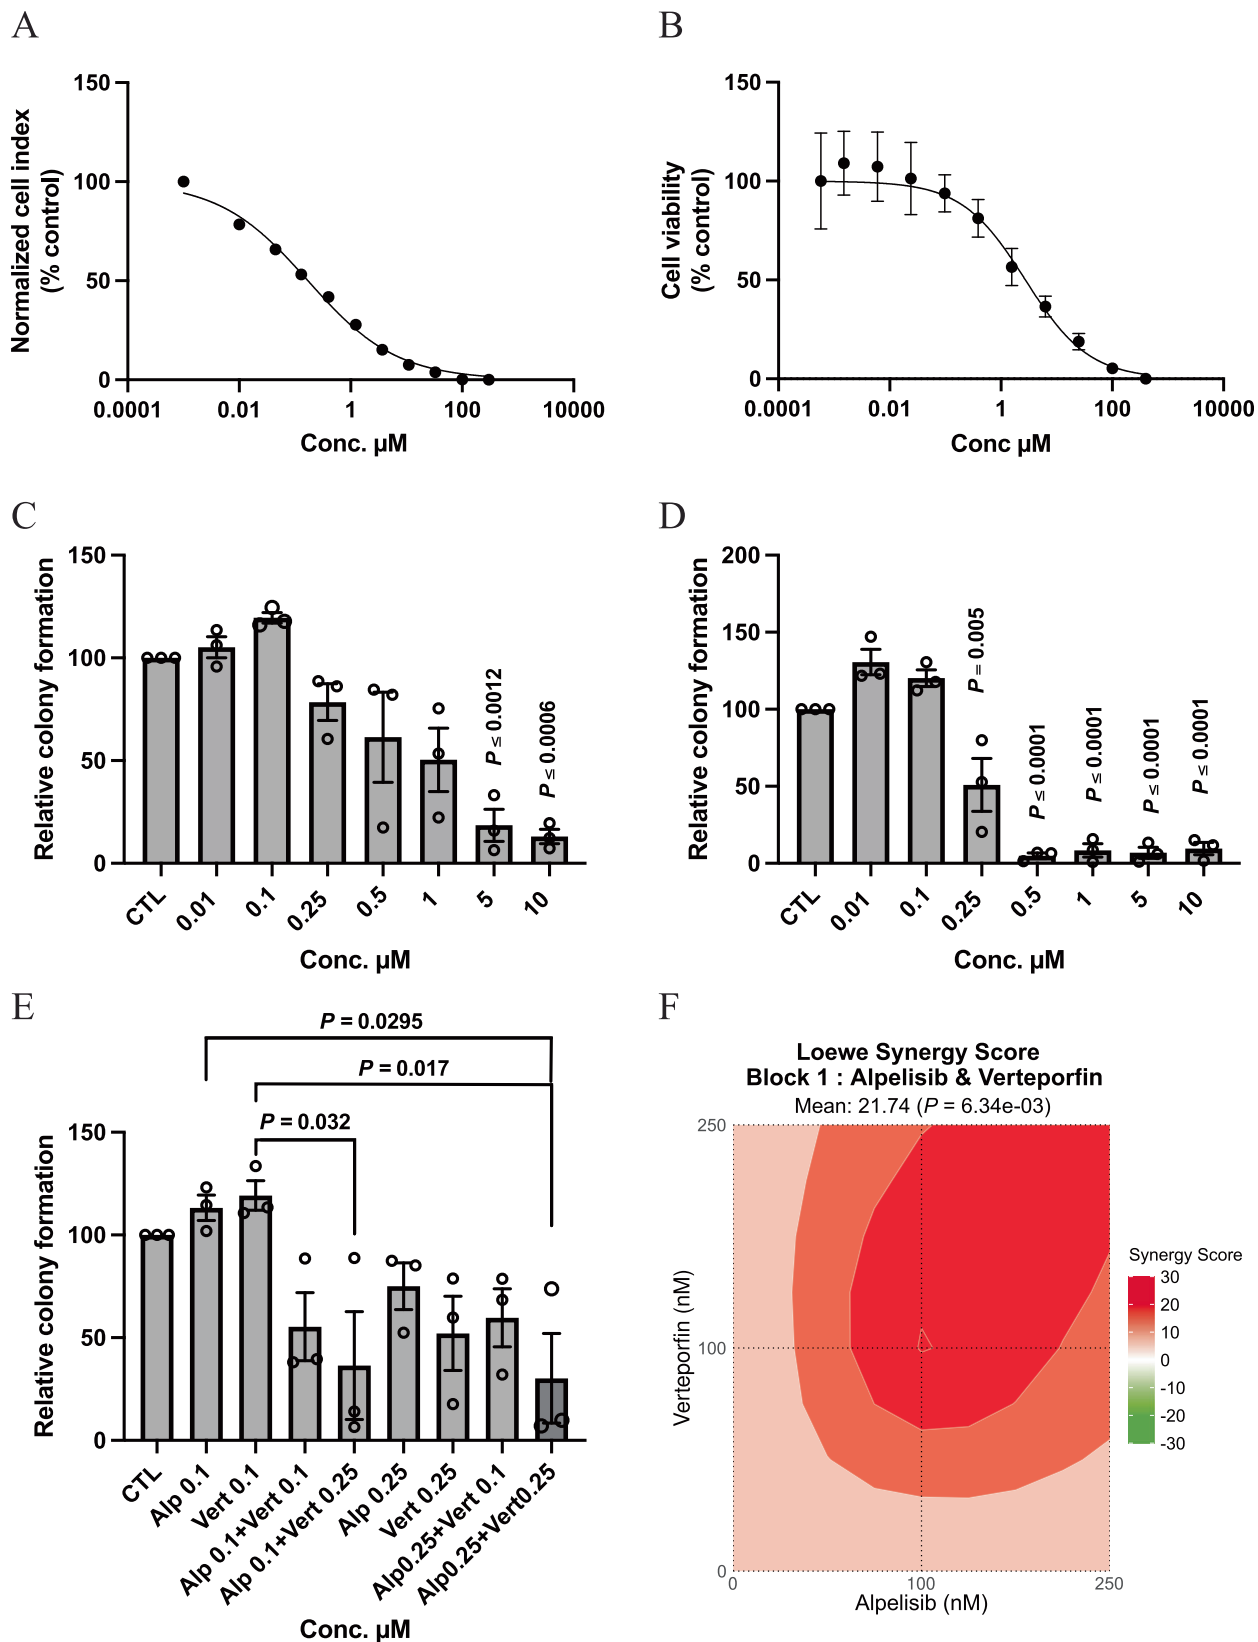 A
Normalized cell index
(% control)
150
100
50
0
0.0001
0.01
1
100
10000
Conc. µM
B
Cell viability
(% control)
150
100
50
0
0.0001
0.01
1
100
10000
Conc µM
C
Relative colony formation
150
100
50
0
P ≤ 0.0012
P ≤ 0.0006
CTL
0.01
0.1
0.25
0.5
1
5
10
Conc. µM
D
Relative colony formation
200
150
100
50
0
P = 0.005
P ≤ 0.0001
P ≤ 0.0001
P ≤ 0.0001
P ≤ 0.0001
CTL
0.01
0.1
0.25
0.5
1
5
10
Conc. µM
E
P = 0.0295
P = 0.017
P = 0.032
Relative colony formation
150
100
50
0
CTL
Alp 0.1
Vert 0.1
Alp 0.1+Vert 0.1
Alp 0.1+Vert 0.25
Alp 0.25
Vert 0.25
Alp0.25+Vert 0.1
Alp0.25+Vert0.25
Conc. µM
F
Loewe Synergy Score
Block 1 : Alpelisib & Verteporfin
Mean: 21.74 (P = 6.34e-03)
Verteporfin (nM)
250
100
0
0
100
250
Alpelisib (nM)
Synergy Score
30
20
10
0
-10
-20
-30